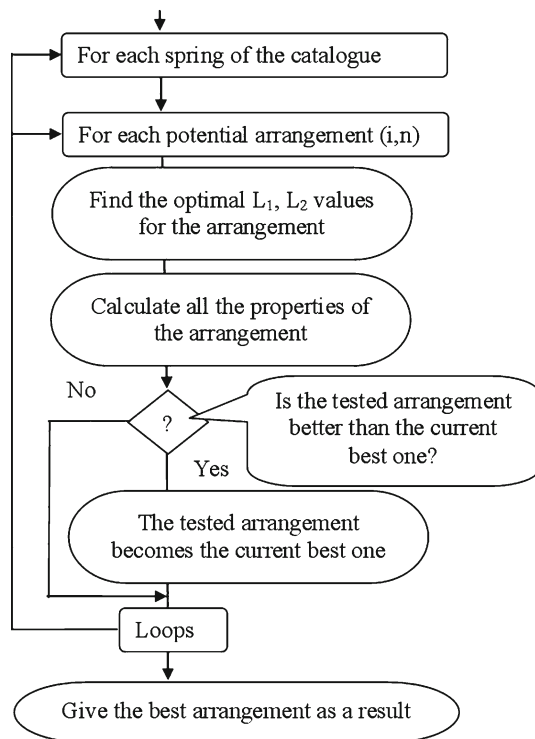 For each spring of the catalogue
For each potential arrangement (i,n)
Find the optimal L₁, L₂ values
for the arrangement
Calculate all the properties of
the arrangement
No
?
Is the tested arrangement
better than the current
best one?
Yes
The tested arrangement
becomes the current best one
Loops
Give the best arrangement as a result